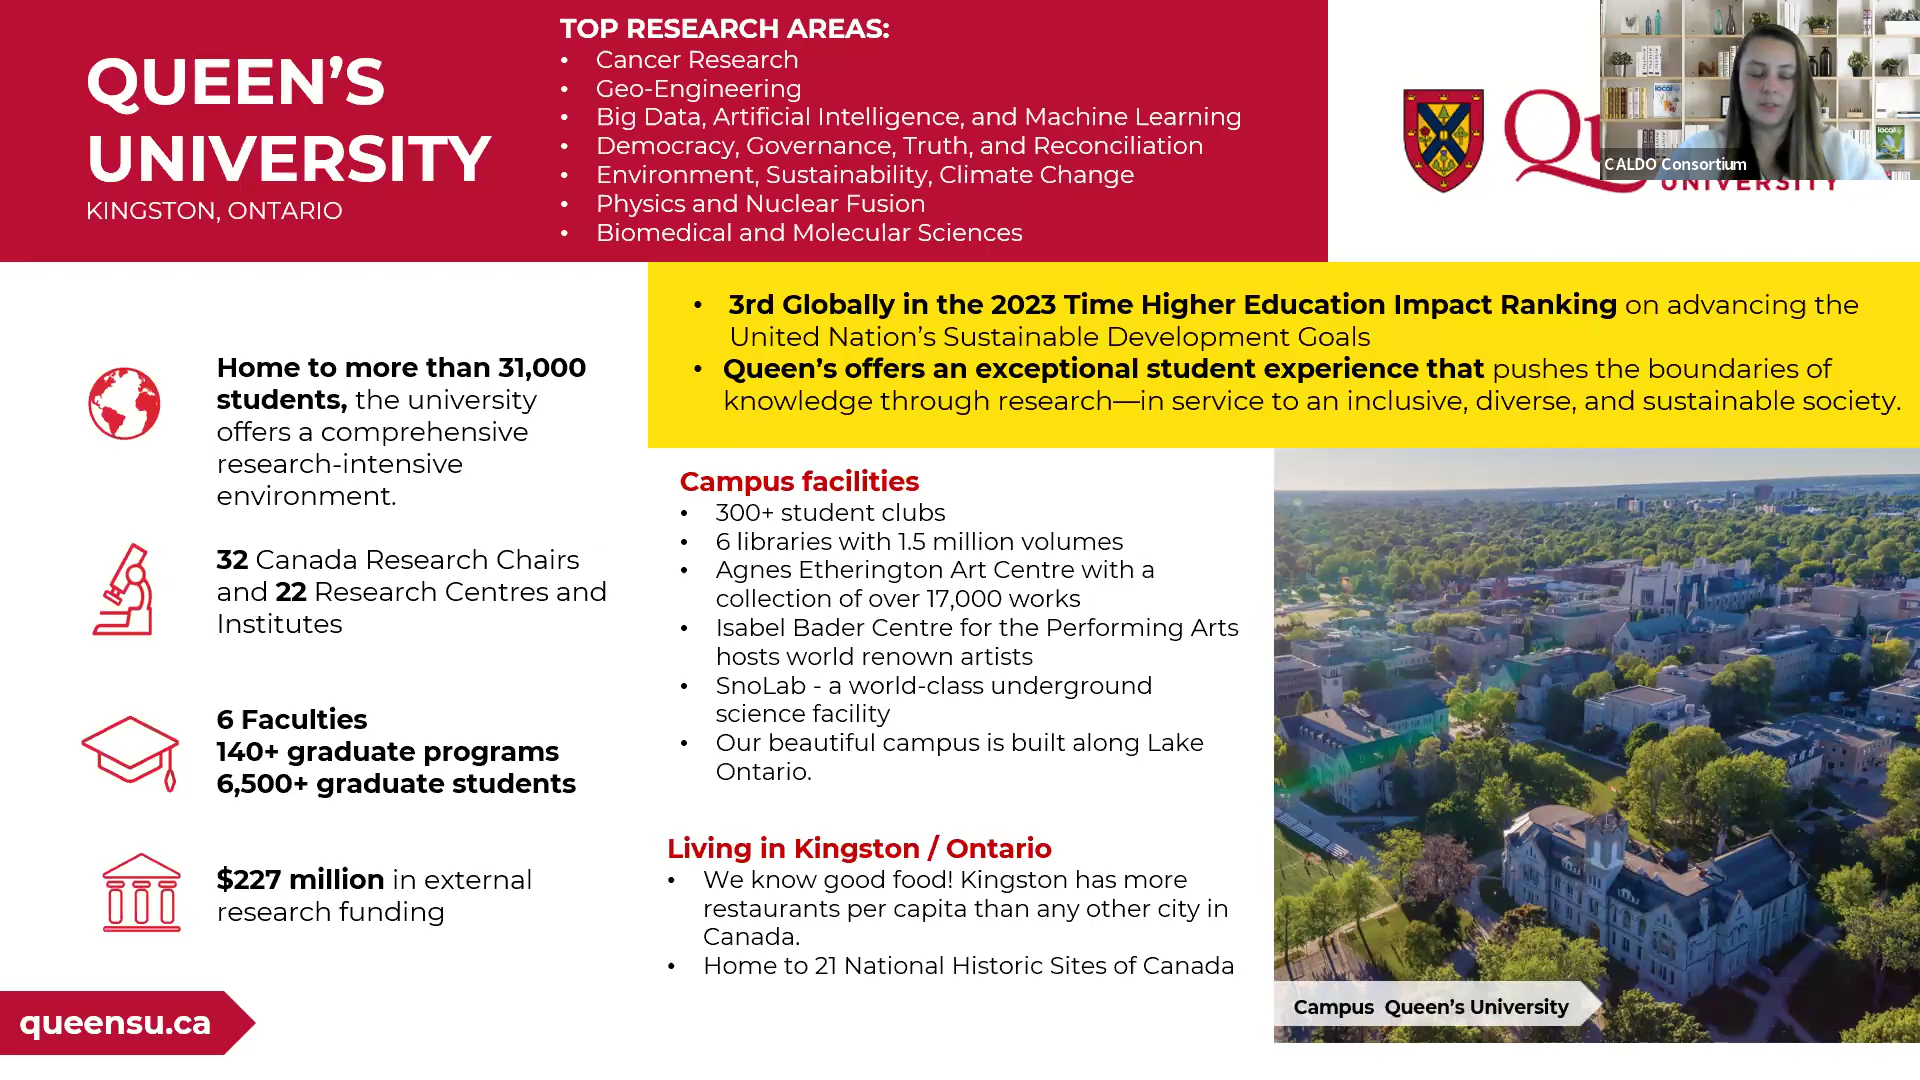 QUEEN'S
UNIVERSITY
KINGSTON, ONTARIO
TOP RESEARCH AREAS:
• Cancer Research
• Geo-Engineering
• Big Data, Artificial Intelligence, and Machine Learning
• Democracy, Governance, Truth, and Reconciliation
• Environment, Sustainability, Climate Change
• Physics and Nuclear Fusion
• Biomedical and Molecular Sciences
CALDO Consortium
UNIVERSITY
• 3rd Globally in the 2023 Time Higher Education Impact Ranking on advancing the
United Nation's Sustainable Development Goals
• Queen's offers an exceptional student experience that pushes the boundaries of
knowledge through research—in service to an inclusive, diverse, and sustainable society.
Home to more than 31,000
students, the university
offers a comprehensive
research-intensive
environment.
32 Canada Research Chairs
and 22 Research Centres and
Institutes
6 Faculties
140+ graduate programs
6,500+ graduate students
$227 million in external
research funding
queensu.ca
Campus facilities
• 300+ student clubs
• 6 libraries with 1.5 million volumes
• Agnes Etherington Art Centre with a
collection of over 17,000 works
• Isabel Bader Centre for the Performing Arts
hosts world renown artists
• SnoLab - a world-class underground
science facility
• Our beautiful campus is built along Lake
Ontario.
Living in Kingston / Ontario
• We know good food! Kingston has more
restaurants per capita than any other city in
Canada.
• Home to 21 National Historic Sites of Canada
Campus Queen's University